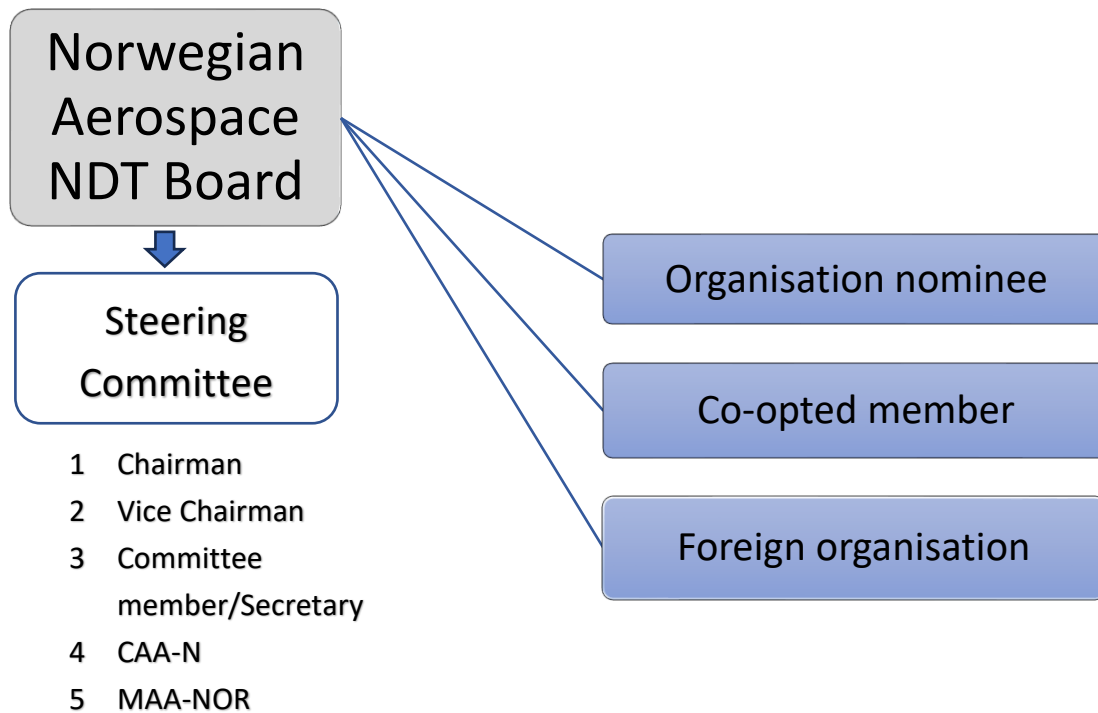 Norwegian
Aerospace
NDT Board
Steering
Committee
1 Chairman
2 Vice Chairman
3 Committee
member/Secretary
4 CAA-N
5 MAA-NOR
Organisation nominee
Co-opted member
Foreign organisation